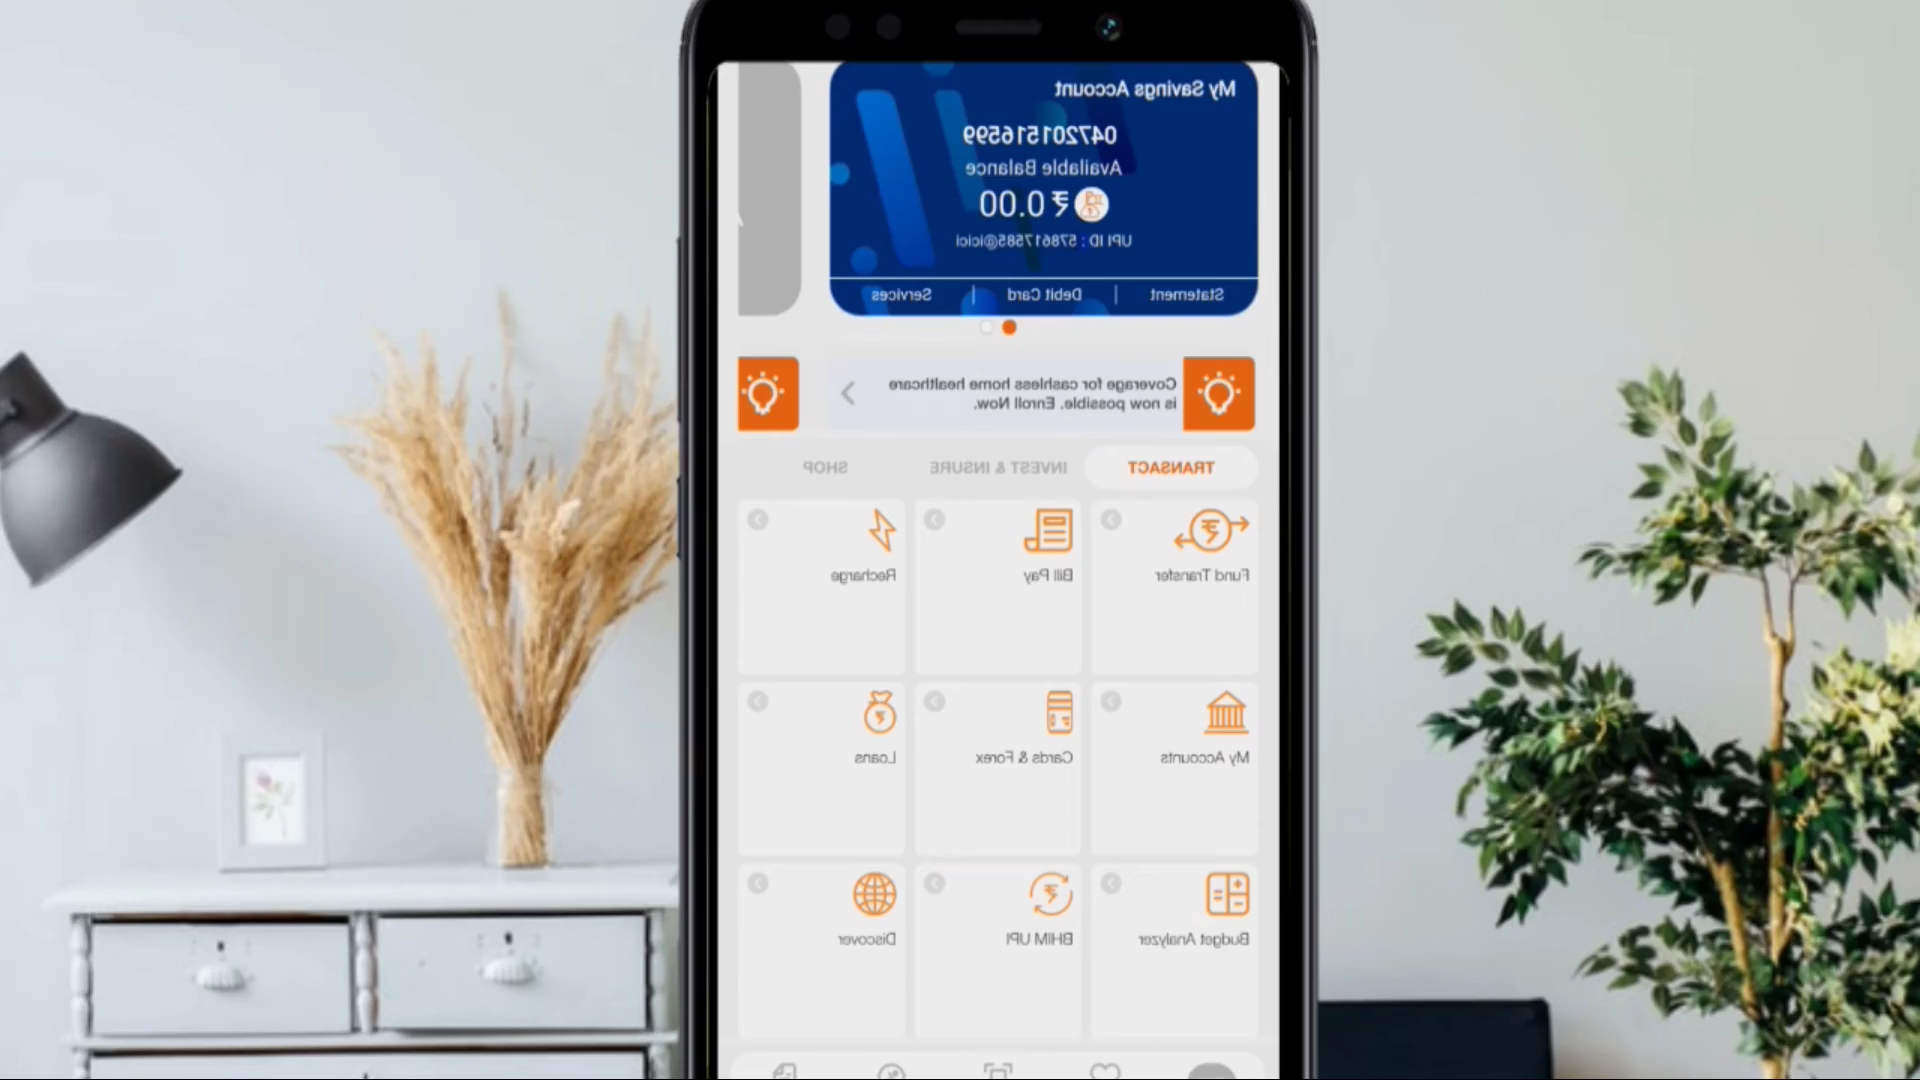 My Savings Account
047201516599
Available Balance
₹ 0.00
UPI ID : 578617585@icici
Statement | Debit Card | Services
Coverage for cashless home healthcare
is now possible. Enroll Now.
TRANSACT INVEST & INSURE SHOP
Fund Transfer Bill Pay Recharge
My Accounts Cards & Forex Loans
Budget Analyzer BHIM UPI Discover